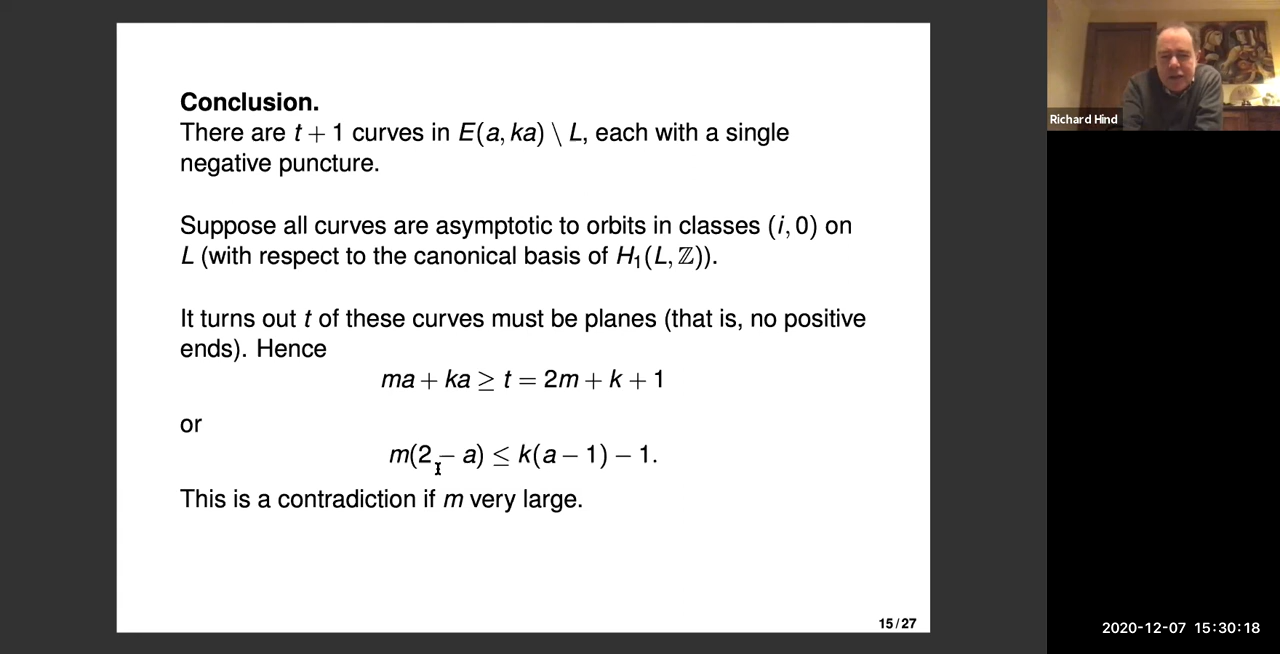 Conclusion.
There are t + 1 curves in E(a, ka) \ L, each with a single
negative puncture.
Suppose all curves are asymptotic to orbits in classes (i, 0) on
L (with respect to the canonical basis of H₁(L, ℤ)).
It turns out t of these curves must be planes (that is, no positive
ends). Hence
ma + ka ≥ t = 2m + k + 1
or
m(2 − a) ≤ k(a − 1) − 1.
This is a contradiction if m very large.
15/27
Richard Hind
2020-12-07 15:30:18